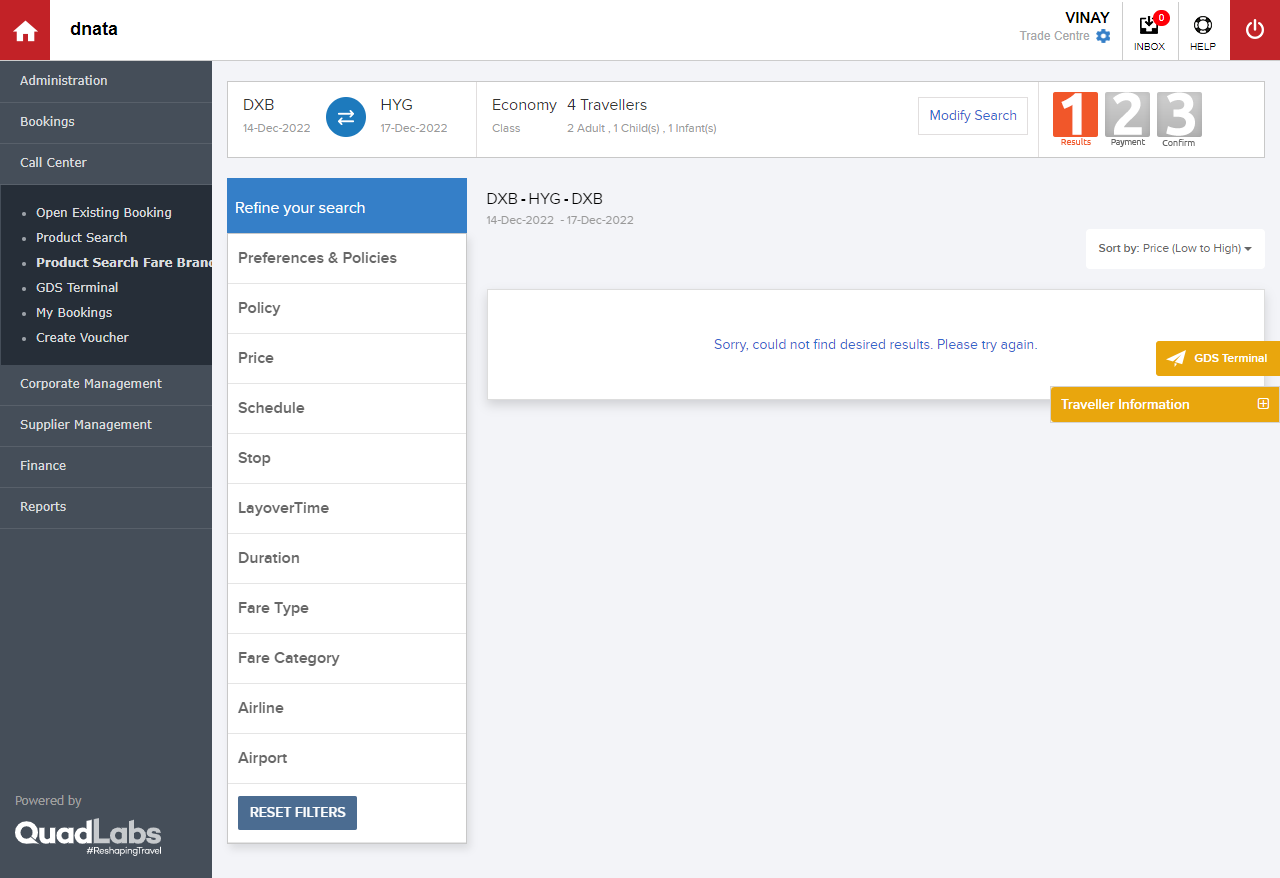 dnata
VINAY
Trade Centre
0
INBOX
HELP
Administration
Bookings
Call Center
Open Existing Booking
Product Search
Product Search Fare Bran
GDS Terminal
My Bookings
Create Voucher
Corporate Management
Supplier Management
Finance
Reports
Powered by
QuadLabs
#ReshapingTravel
DXB
14-Dec-2022
HYG
17-Dec-2022
Economy
Class
4 Travellers
2 Adult , 1 Child(s) , 1 Infant(s)
Modify Search
1 2 3
Results Payment Confirm
Refine your search
Preferences & Policies
Policy
Price
Schedule
Stop
LayoverTime
Duration
Fare Type
Fare Category
Airline
Airport
RESET FILTERS
DXB - HYG - DXB
14-Dec-2022 - 17-Dec-2022
Sort by: Price (Low to High)
Sorry, could not find desired results. Please try again.
GDS Terminal
Traveller Information